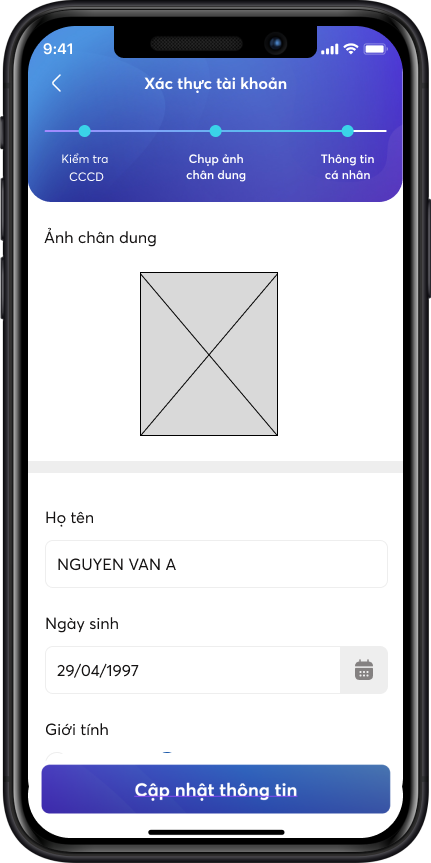 9:41
Xác thực tài khoản
Kiểm tra
CCCD
Chụp ảnh
chân dung
Thông tin
cá nhân
Ảnh chân dung
Họ tên
NGUYEN VAN A
Ngày sinh
29/04/1997
Giới tính
Cập nhật thông tin